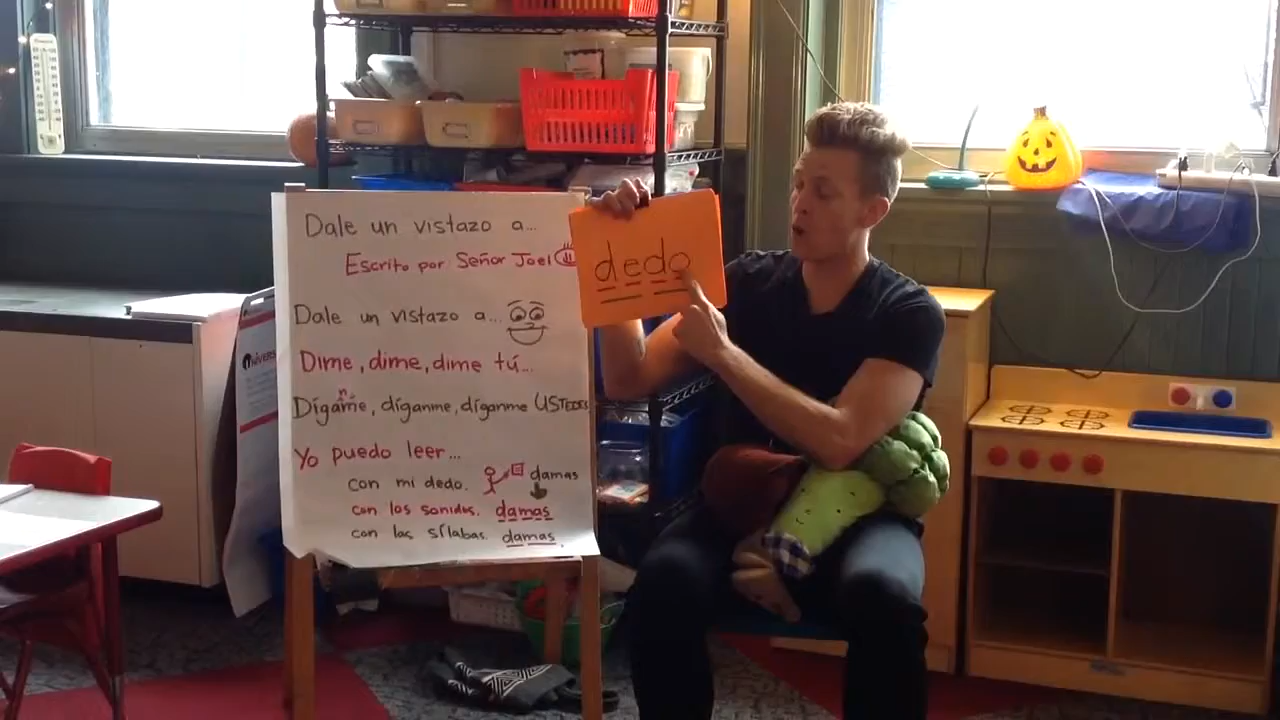 Dale un vistazo a...
Escrito por Señor Joel
Dale un vistazo a...
Dime, dime, dime tú...
Díganme, díganme, díganme USTEDES
Yo puedo leer...
con mi dedo. damas
con los sonidos. damas
con las sílabas. damas.
dedo